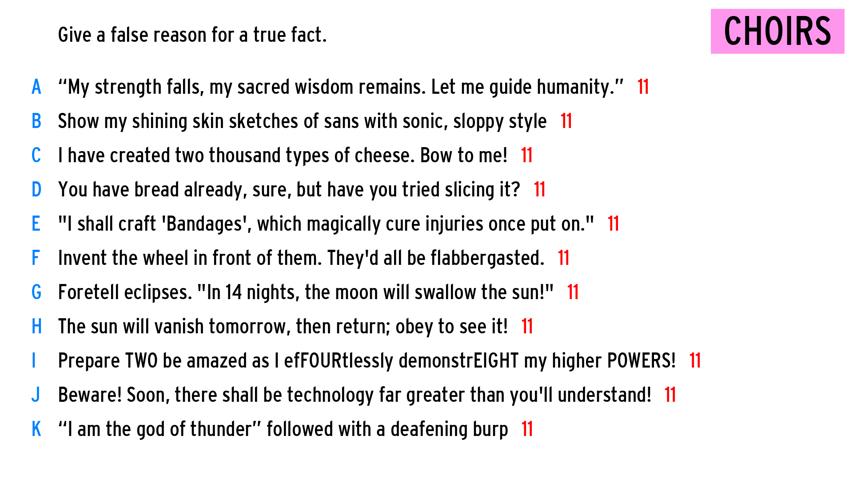 Give a false reason for a true fact.
CHOIRS
A “My strength falls, my sacred wisdom remains. Let me guide humanity.” 11
B Show my shining skin sketches of sans with sonic, sloppy style 11
C I have created two thousand types of cheese. Bow to me! 11
D You have bread already, sure, but have you tried slicing it? 11
E "I shall craft 'Bandages', which magically cure injuries once put on." 11
F Invent the wheel in front of them. They'd all be flabbergasted. 11
G Foretell eclipses. "In 14 nights, the moon will swallow the sun!" 11
H The sun will vanish tomorrow, then return; obey to see it! 11
I Prepare TWO be amazed as I efFOURtlessly demonstrEIGHT my higher POWERS! 11
J Beware! Soon, there shall be technology far greater than you'll understand! 11
K “I am the god of thunder” followed with a deafening burp 11